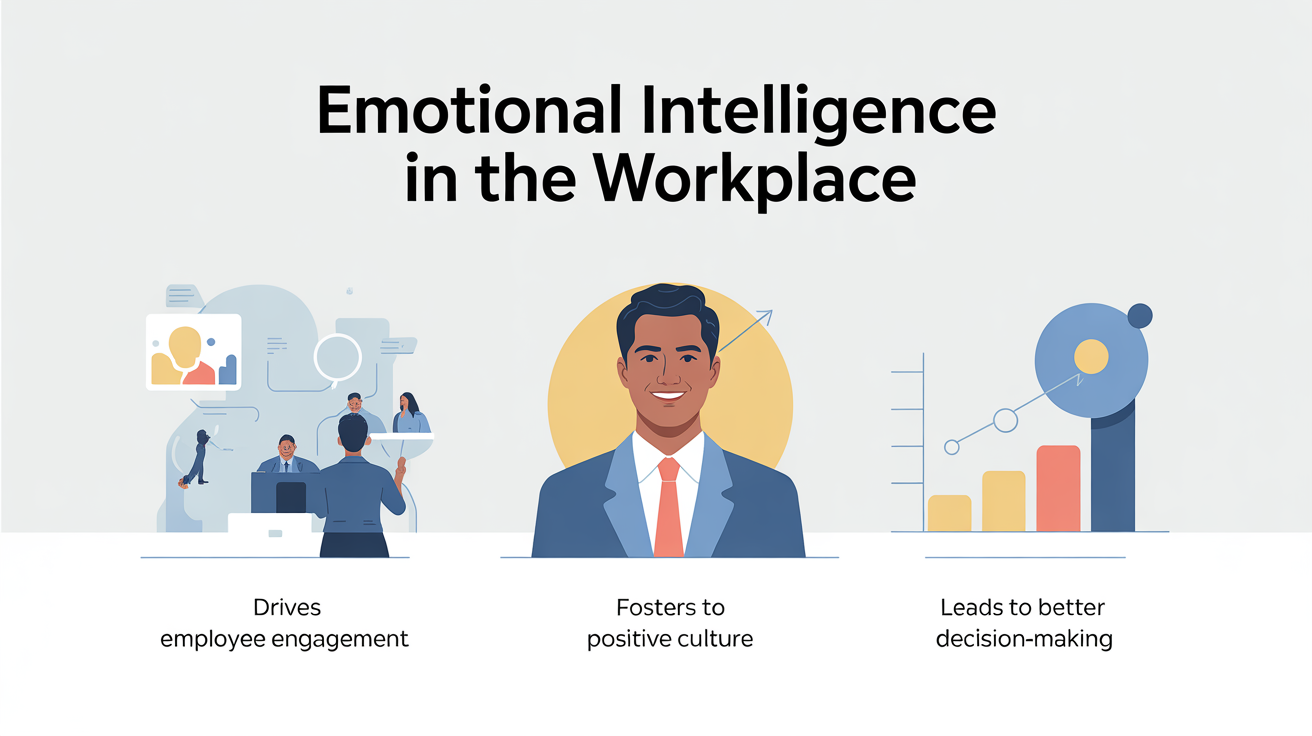 Emotional Intelligence
in the Workplace
Drives
employee engagement
Fosters to
positive culture
Leads to better
decision-making